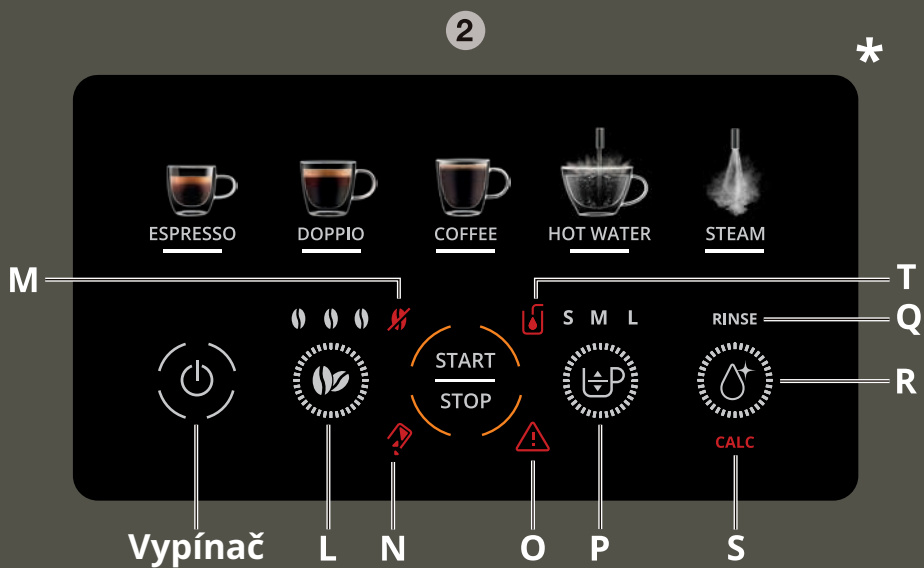 2
*
ESPRESSO DOPPIO COFFEE HOT WATER STEAM
M T
S M L RINSE Q
START
STOP
R
CALC
Vypínač L N O P S